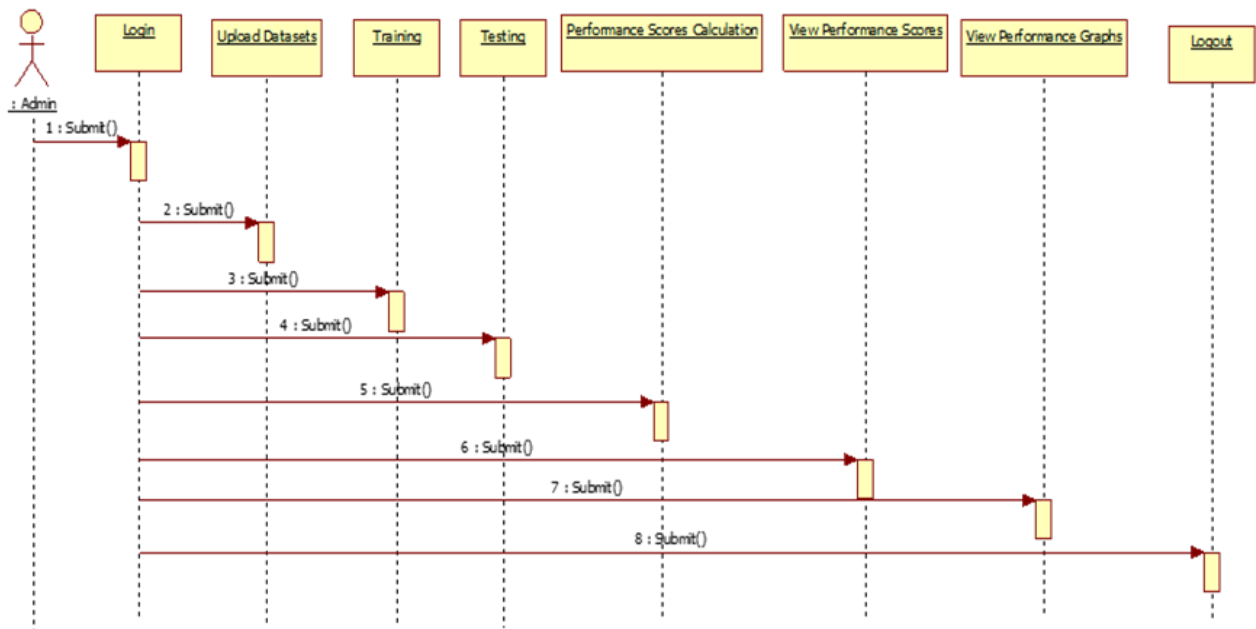 Login
Upload Datasets
Training
Testing
Performance Scores Calculation
View Performance Scores
View Performance Graphs
Logout
: Admin
1 : Submit()
2 : Submit()
3 : Submit()
4 : Submit()
5 : Submit()
6 : Submit()
7 : Submit()
8 : Submit()